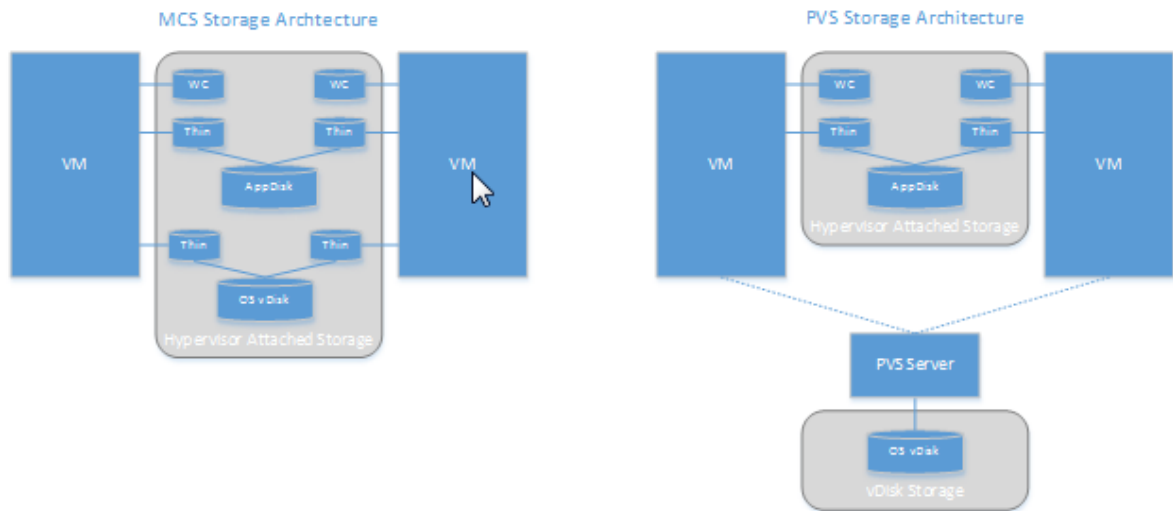 MCS Storage Archtecture
PVS Storage Architecture
WC
WC
Thin
Thin
VM
AppDisk
VM
Thin
Thin
OS vDisk
Hypervisor Attached Storage
WC
WC
Thin
Thin
VM
AppDisk
VM
Hypervisor Attached Storage
PVS Server
OS vDisk
vDisk Storage